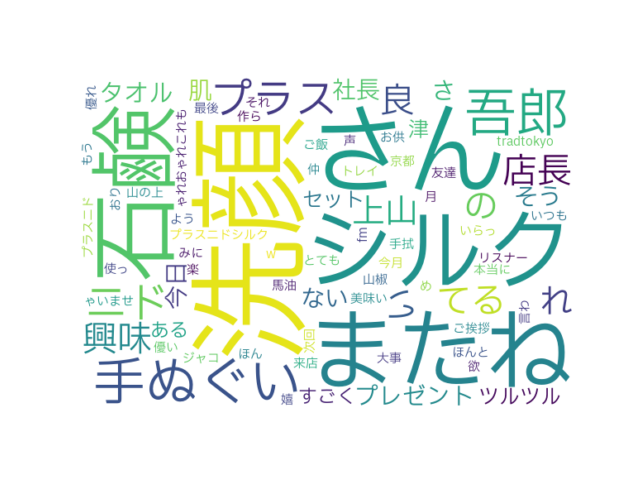 優れ
タオル
肌
プラス
社長
良
さ
吾郎
石鹸
洗顔
さん
もう
ゃれおゃれこれも
最後
それ
作ら
ご飯
声
お供
津
tradtokyo
店長
おり
山の上
仲
トレイ
京都
友達
そう
プラスニド
よう
セット
上山
の
月
いつも
シルク
プラスニドシルク
fm
いらっ
ニド
使っ
今日
みに
楽
w
とても
手拭
リスナー
馬油
今月
山椒
本当に
ゃいませ
ない
美味い
っ
め
てる
れ
興味
ある
優い
次回
ご挨拶
言わ
ジャコ
ほん
来店
大事
ほんと
欲
またね
手ぬぐい
嬉
すごく
プレゼント
ツルツル